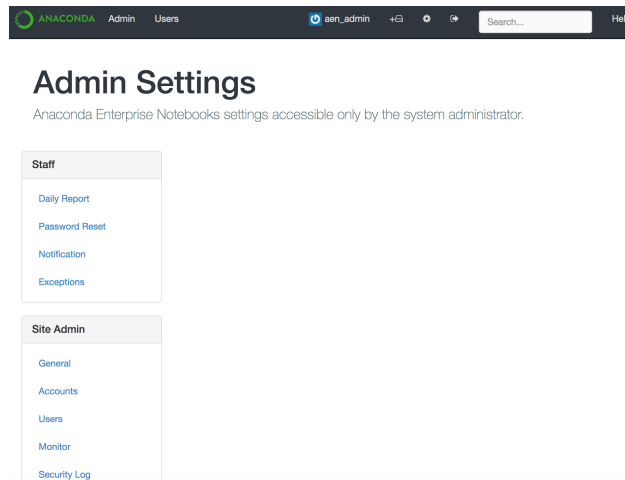 ANACONDA Admin Users aen_admin Search...
Admin Settings
Anaconda Enterprise Notebooks settings accessible only by the system administrator.
Staff
Daily Report
Password Reset
Notification
Exceptions
Site Admin
General
Accounts
Users
Monitor
Security Log